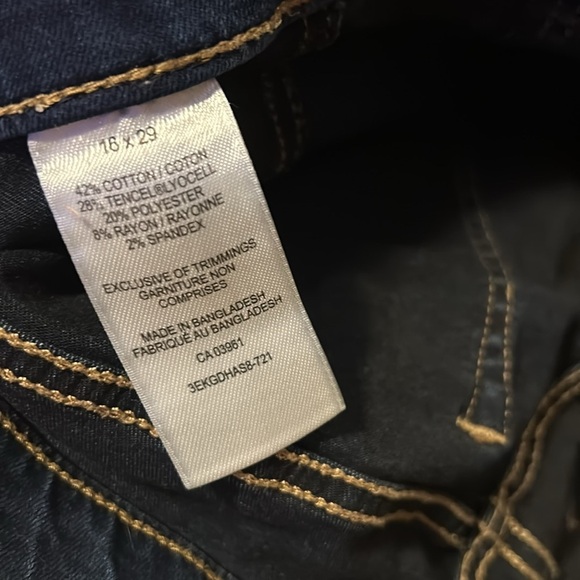 16 x 29
42% COTTON / COTON
28% TENCEL®LYOCELL
20% POLYESTER
8% RAYON / RAYONNE
2% SPANDEX
EXCLUSIVE OF TRIMMINGS
GARNITURE NON
COMPRISES
MADE IN BANGLADESH
FABRIQUE AU BANGLADESH
CA 03961
3EKGDHAS8-721